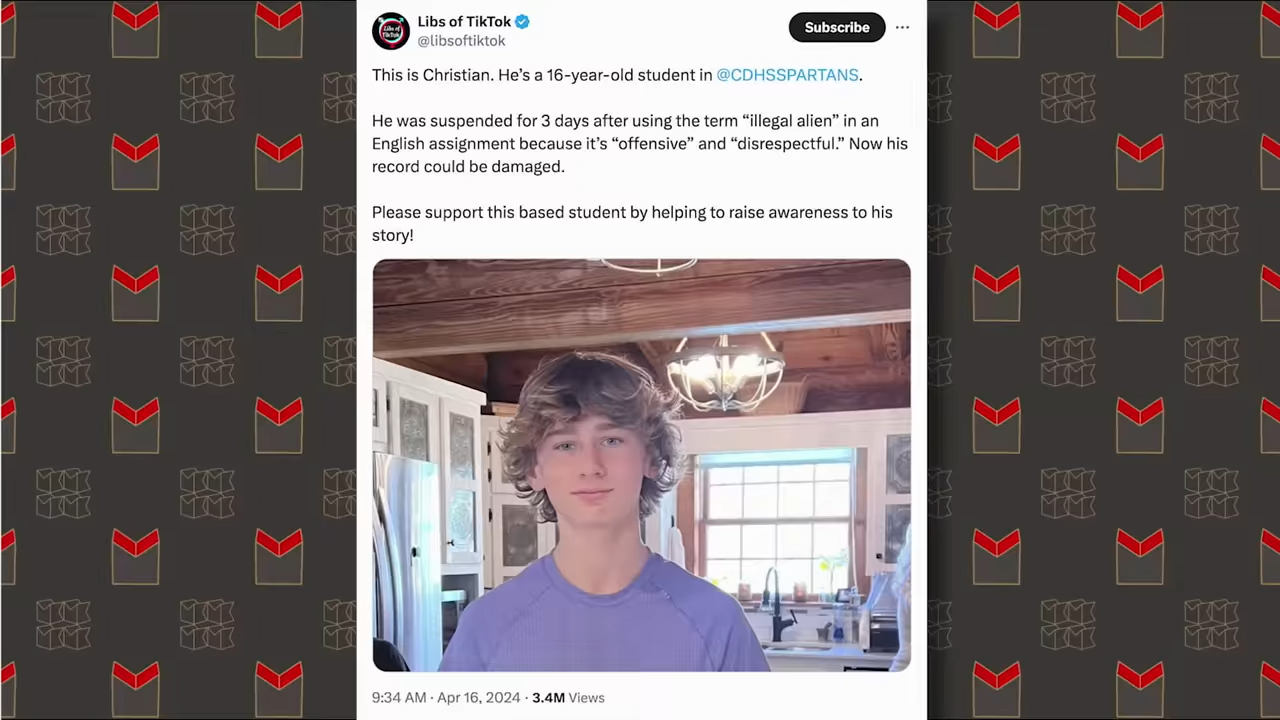 Libs of TikTok
@libsoftiktok
Subscribe
Libs of
TikTok
This is Christian. He’s a 16-year-old student in @CDHSSPARTANS.
He was suspended for 3 days after using the term “illegal alien” in an
English assignment because it’s “offensive” and “disrespectful.” Now his
record could be damaged.
Please support this based student by helping to raise awareness to his
story!
9:34 AM · Apr 16, 2024 · 3.4M Views